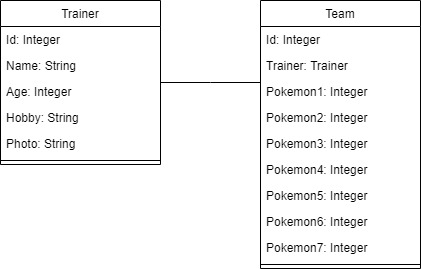 Trainer
Id: Integer
Name: String
Age: Integer
Hobby: String
Photo: String
Team
Id: Integer
Trainer: Trainer
Pokemon1: Integer
Pokemon2: Integer
Pokemon3: Integer
Pokemon4: Integer
Pokemon5: Integer
Pokemon6: Integer
Pokemon7: Integer